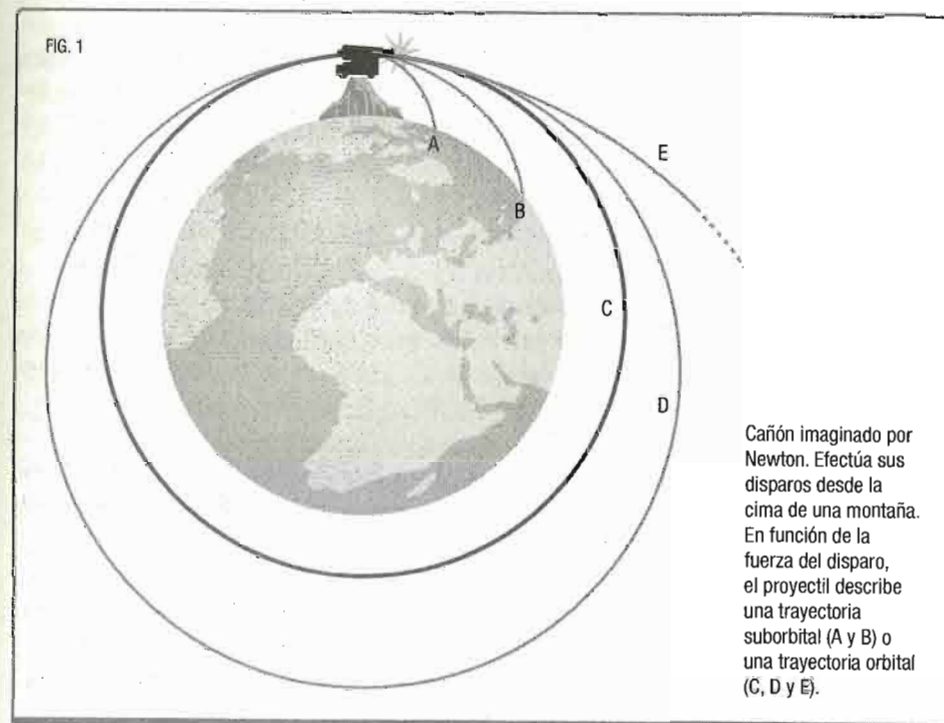 FIG. 1
A
B
C
D
E
Cañón imaginado por
Newton. Efectúa sus
disparos desde la
cima de una montaña.
En función de la
fuerza del disparo,
el proyectil describe
una trayectoria
suborbital (A y B) o
una trayectoria orbital
(C, D y E).